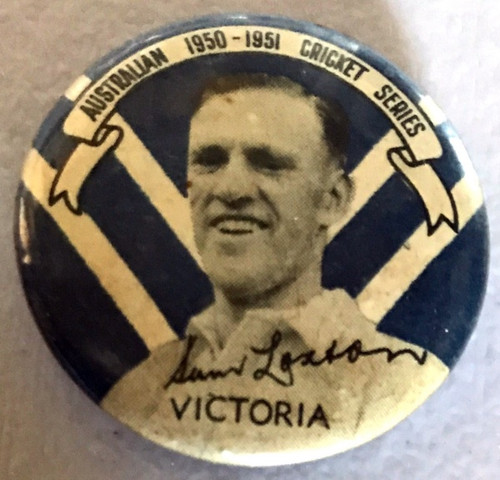 AUSTRALIAN 1950-1951 CRICKET SERIES
Sam Loxton
VICTORIA